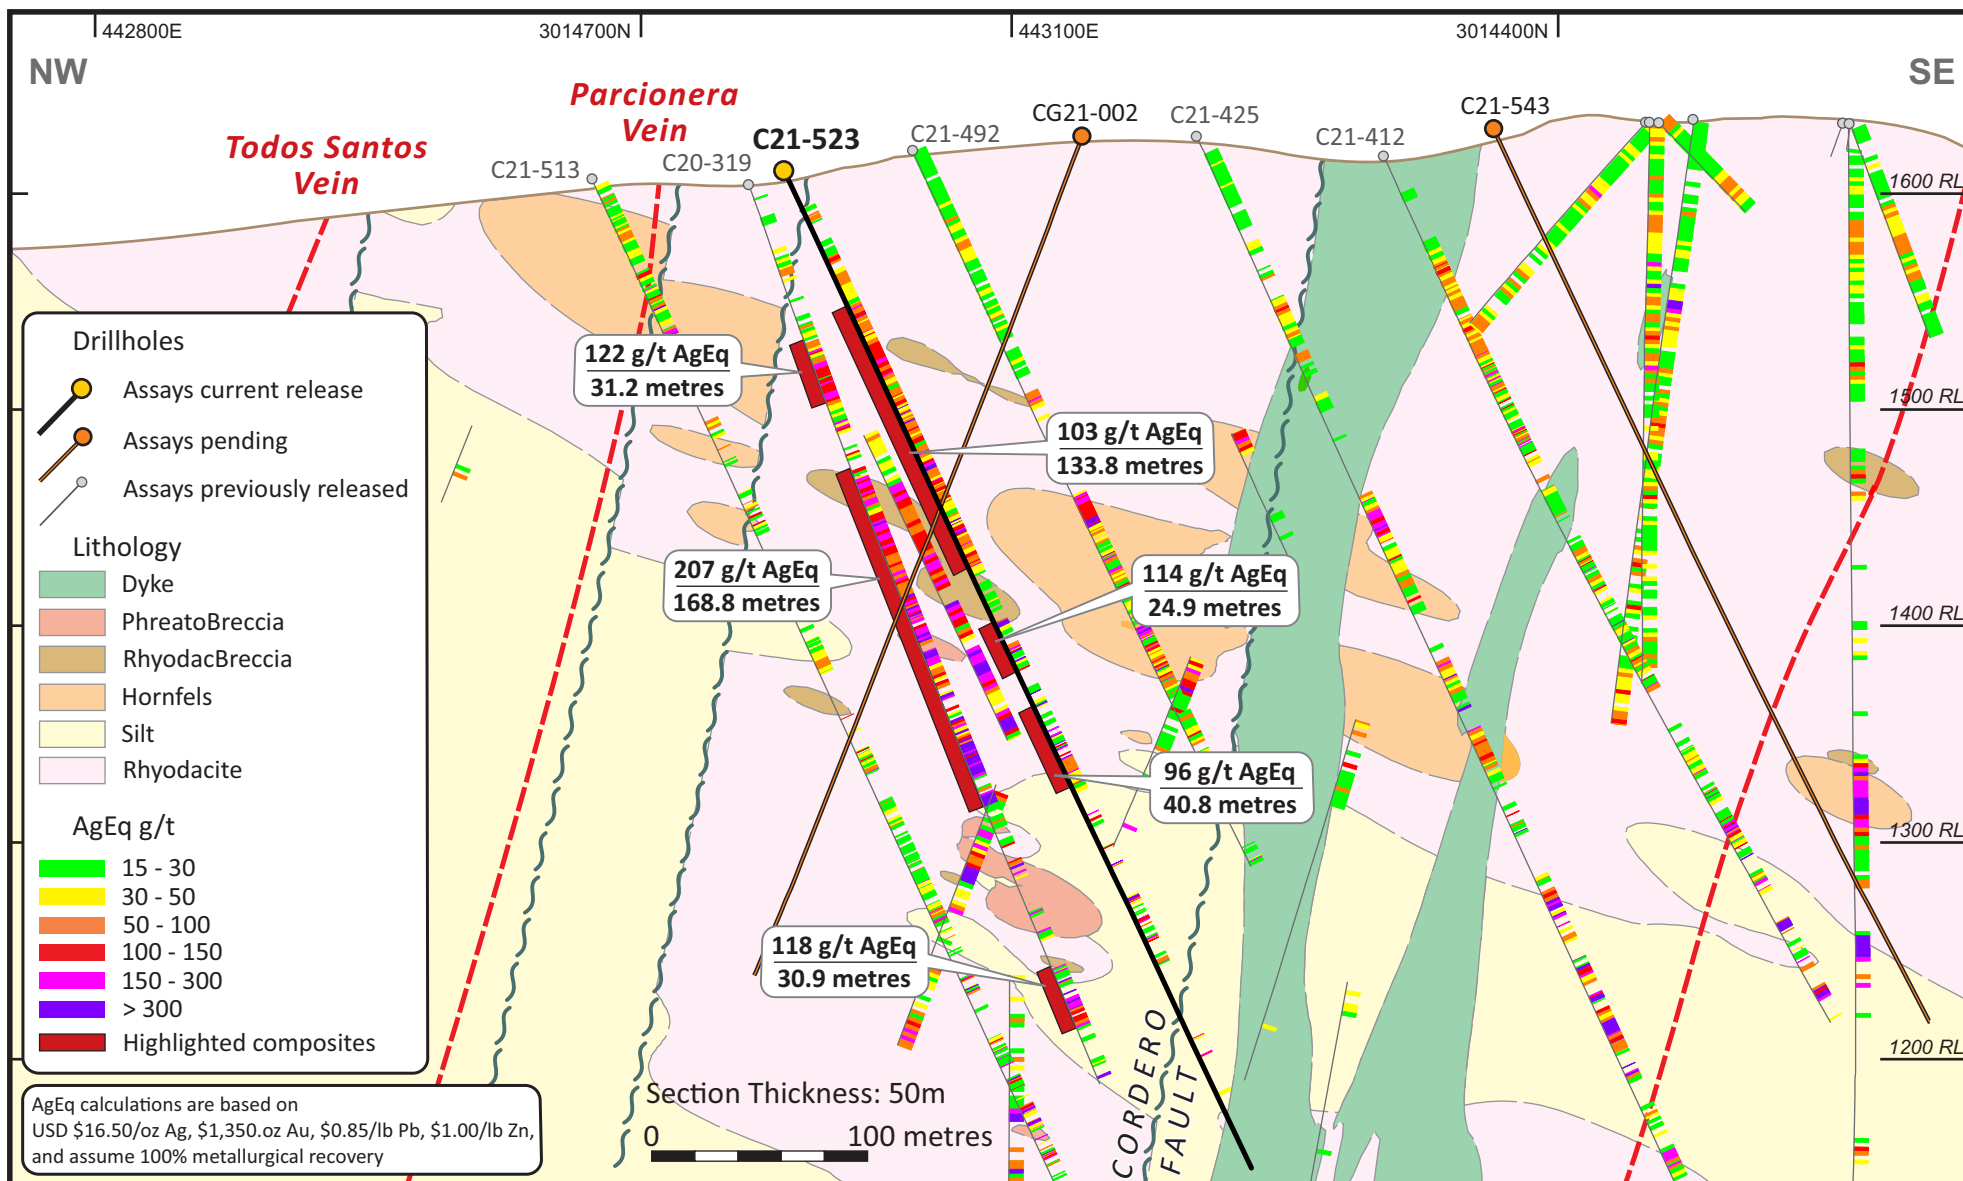 442800E
3014700N
443100E
3014400N
NW
SE
Todos Santos
Vein
Parcionera
Vein
C21-513
C20-319
C21-523
C21-492
CG21-002
C21-425
C21-412
C21-543
1600 RL
1500 RL
1400 RL
1300 RL
1200 RL
122 g/t AgEq
31.2 metres
103 g/t AgEq
133.8 metres
207 g/t AgEq
168.8 metres
114 g/t AgEq
24.9 metres
96 g/t AgEq
40.8 metres
118 g/t AgEq
30.9 metres
Drillholes
Assays current release
Assays pending
Assays previously released
Lithology
Dyke
PhreatoBreccia
RhyodacBreccia
Hornfels
Silt
Rhyodacite
AgEq g/t
15 - 30
30 - 50
50 - 100
100 - 150
150 - 300
> 300
Highlighted composites
AgEq calculations are based on
USD $16.50/oz Ag, $1,350.oz Au, $0.85/lb Pb, $1.00/lb Zn,
and assume 100% metallurgical recovery
Section Thickness: 50m
0 100 metres
CORDERO
FAULT